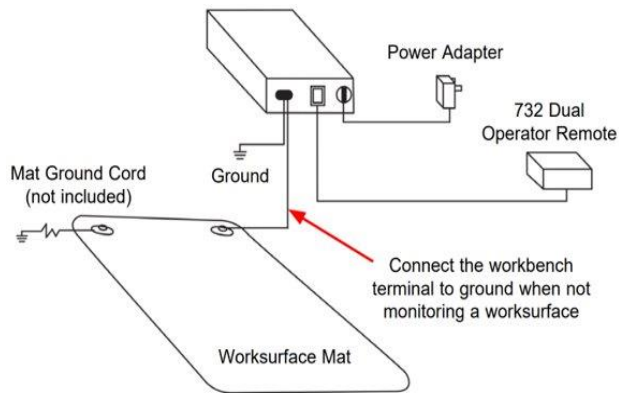 Power Adapter
732 Dual
Operator Remote
Mat Ground Cord
(not included)
Ground
Connect the workbench
terminal to ground when not
monitoring a worksurface
Worksurface Mat